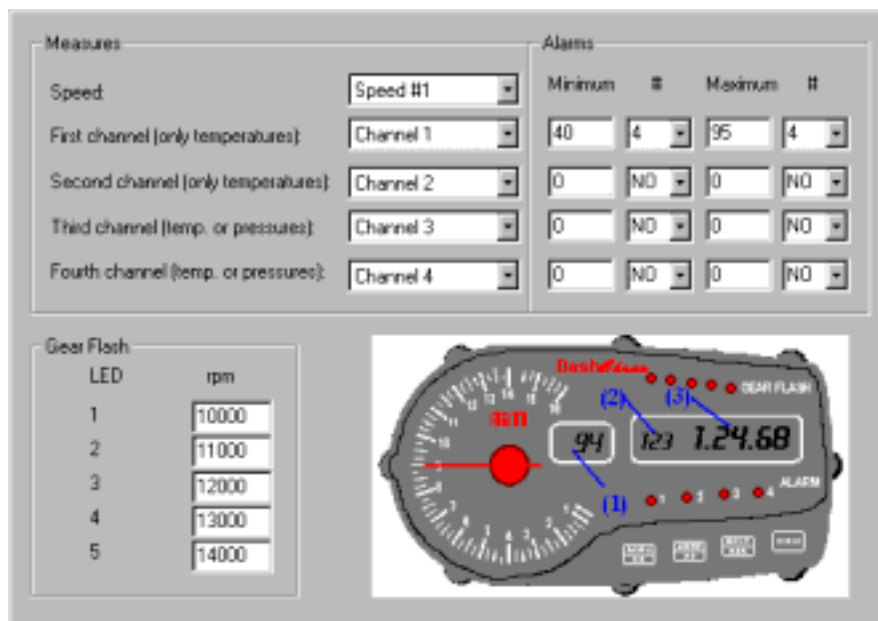 Measures
Speed: Speed #1
First channel (only temperatures): Channel 1
Second channel (only temperatures): Channel 2
Third channel (temp. or pressures): Channel 3
Fourth channel (temp. or pressures): Channel 4
Alarms
Minimum # Maximum #
40 4 95 4
0 NO 0 NO
0 NO 0 NO
0 NO 0 NO
Gear Flash
LED rpm
1 10000
2 11000
3 12000
4 13000
5 14000
Dash
GEAR FLASH
(2) (3)
94 123 1.24.68
(1)
ALARM
1 2 3 4